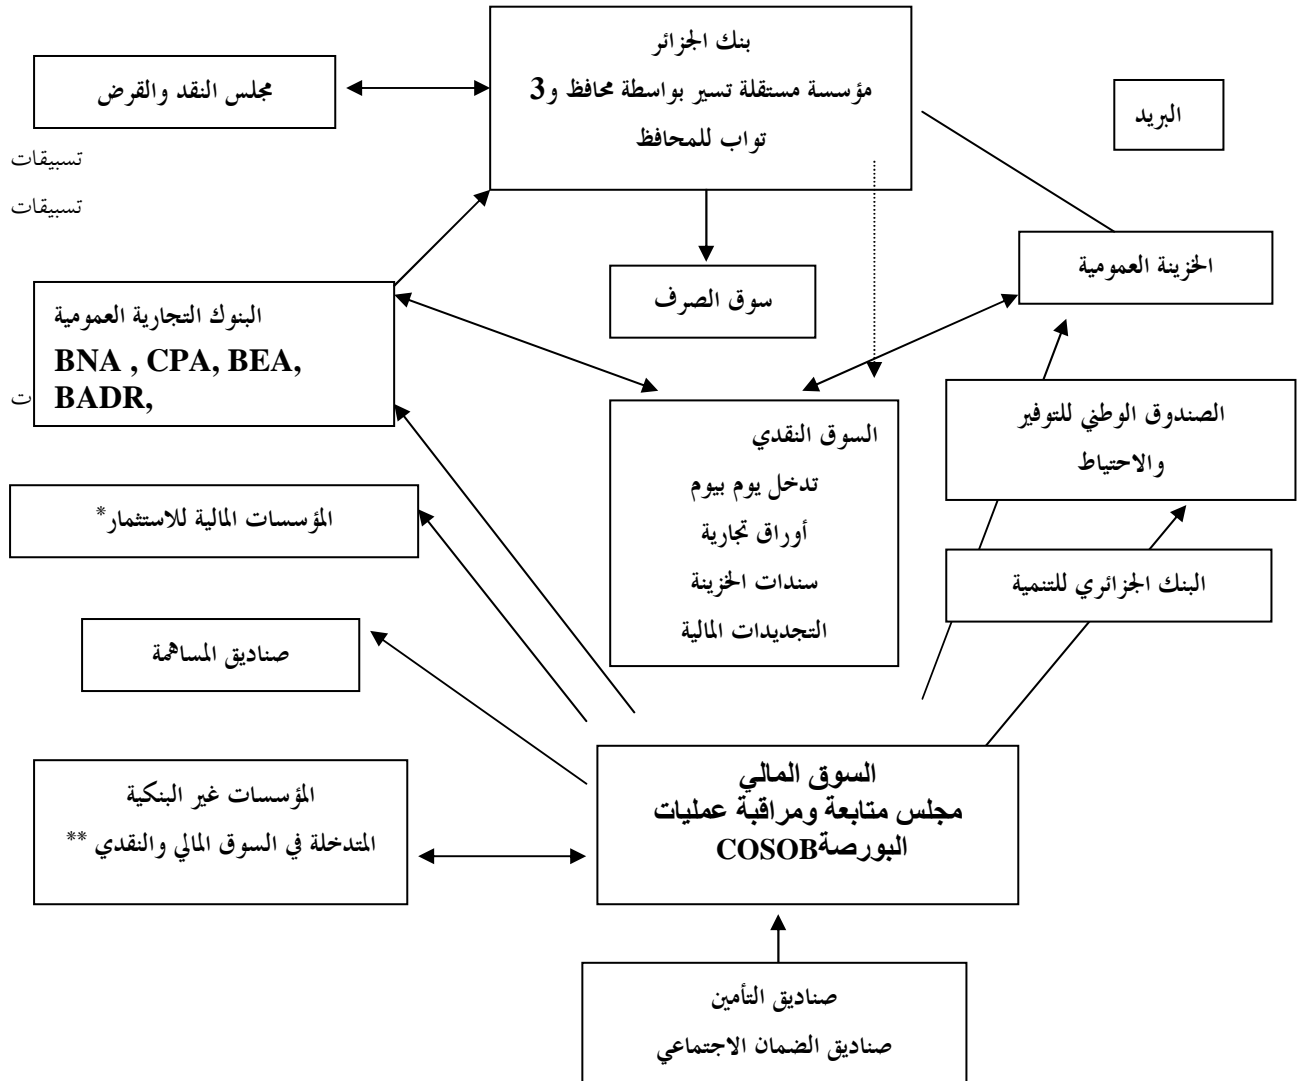 بنك الجزائر
مؤسسة مستقلة تسير بواسطة محافظ و3
تواب للمحافظ
مجلس النقد والقرض
البريد
تسبيقات
تسبيقات
الخزينة العمومية
سوق الصرف
البنوك التجارية العمومية
BNA , CPA, BEA,
BADR,
ت
الصندوق الوطني للتوفير
والاحتياط
السوق النقدي
تدخل يوم بيوم
أوراق تجارية
سندات الخزينة
التجديدات المالية
المؤسسات المالية للاستثمار*
البنك الجزائري للتنمية
صناديق المساهمة
السوق المالي
مجلس متابعة ومراقبة عمليات
البورصةCOSOB
المؤسسات غير البنكية
المتدخلة في السوق المالي والنقدي **
صناديق التأمين
صناديق الضمان الاجتماعي